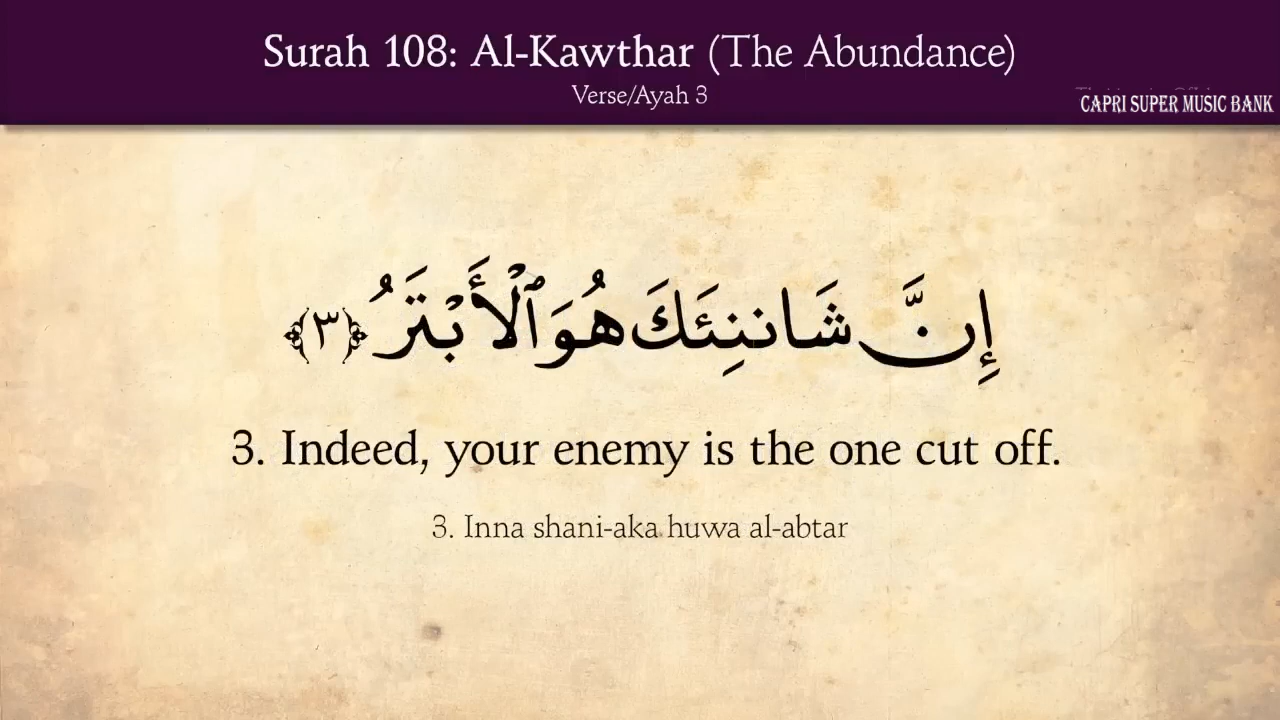 Surah 108: Al-Kawthar (The Abundance)
Verse/Ayah 3
CAPRI SUPER MUSIC BANK
إِنَّ شَاننِئَكَ هُوَ ٱلْأَبْتَرُ ﴿٣﴾
3. Indeed, your enemy is the one cut off.
3. Inna shani-aka huwa al-abtar